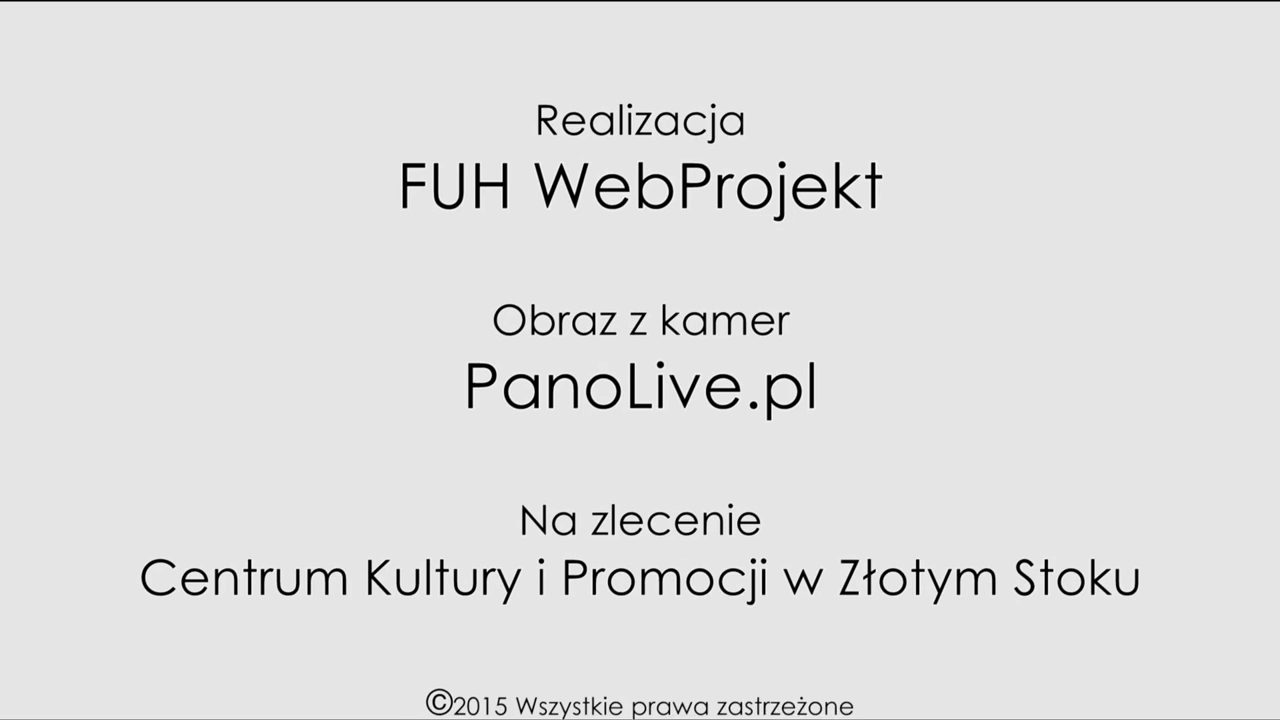 Realizacja
FUH WebProjekt
Obraz z kamer
PanoLive.pl
Na zlecenie
Centrum Kultury i Promocji w Złotym Stoku
©2015 Wszystkie prawa zastrzeżone